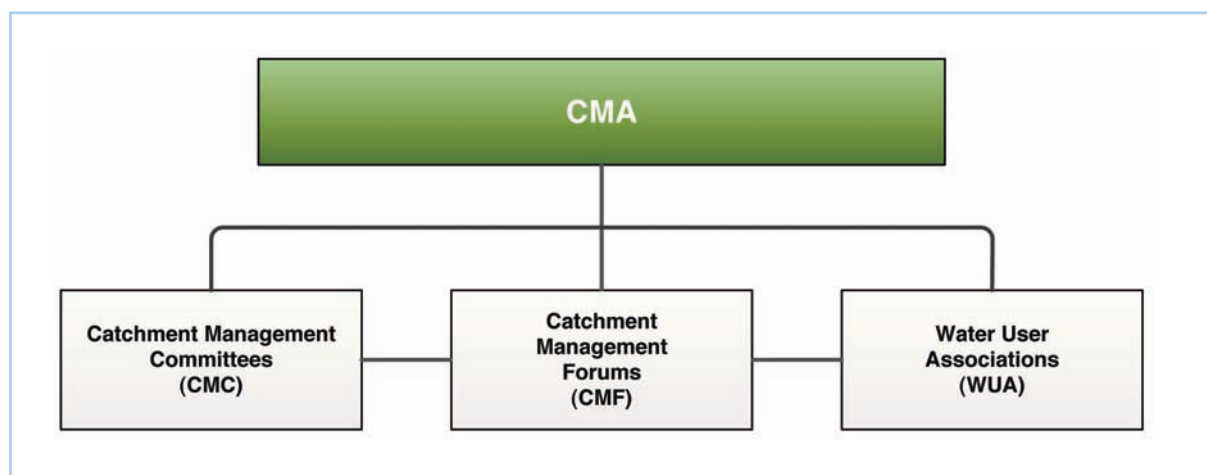 CMA
Catchment Management
Committees
(CMC)
Catchment
Management
Forums
(CMF)
Water User
Associations
(WUA)